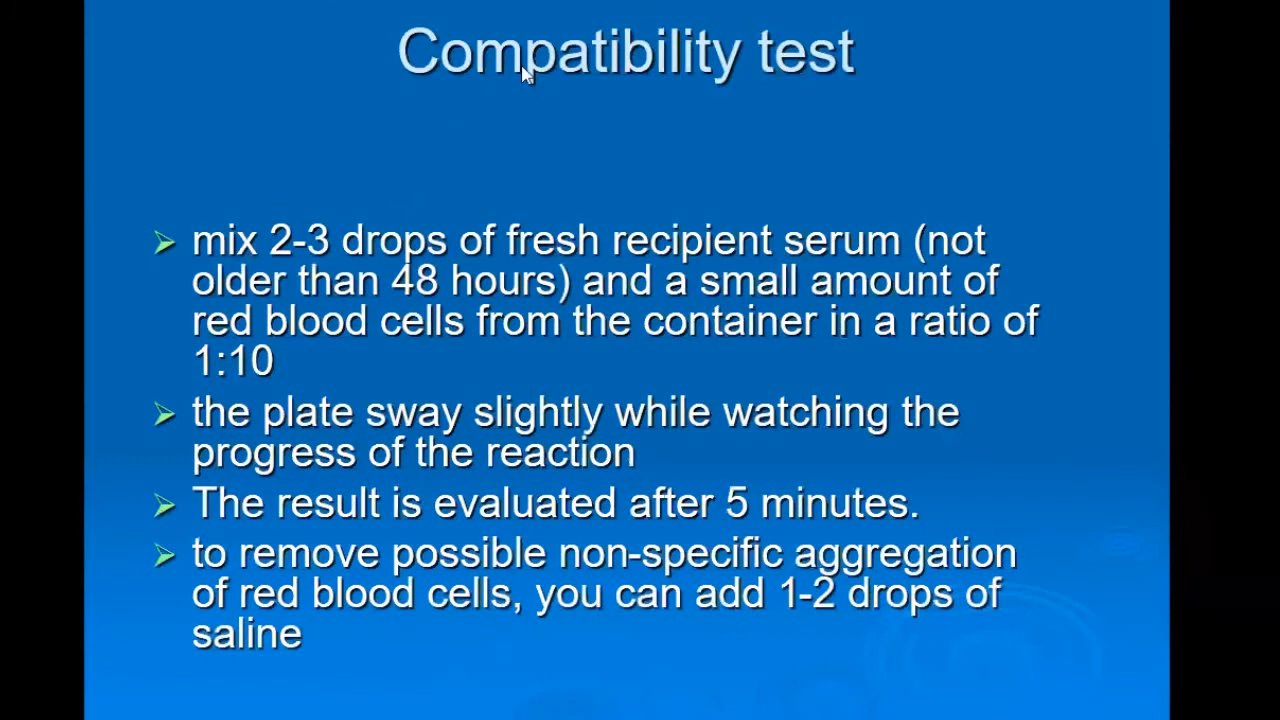 Compatibility test
mix 2-3 drops of fresh recipient serum (not
older than 48 hours) and a small amount of
red blood cells from the container in a ratio of
1:10
the plate sway slightly while watching the
progress of the reaction
The result is evaluated after 5 minutes.
to remove possible non-specific aggregation
of red blood cells, you can add 1-2 drops of
saline